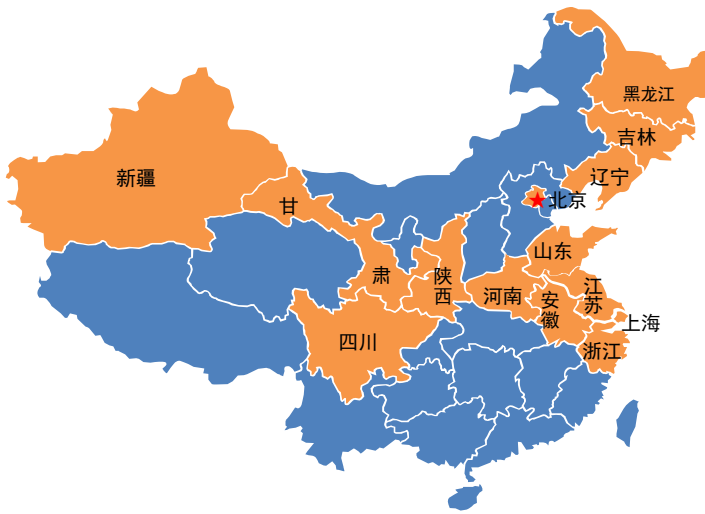 黑龙江
吉林
辽宁
新疆
北京
甘
肃
山东
陕
西
河南
安
徽
江
苏
上海
四川
浙江